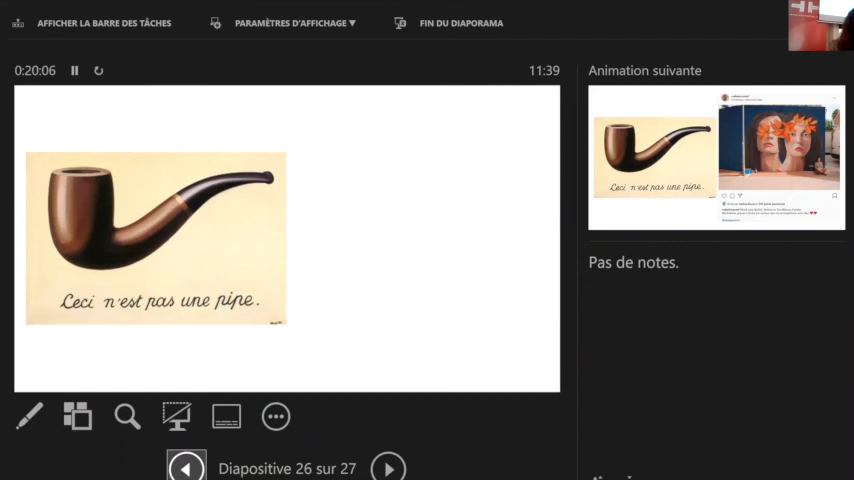 AFFICHER LA BARRE DES TÂCHES
PARAMÈTRES D'AFFICHAGE ▼
FIN DU DIAPORAMA
0:20:06
11:39
Animation suivante
Ceci n'est pas une pipe.
Ceci n'est pas une pipe.
Pas de notes.
Diapositive 26 sur 27